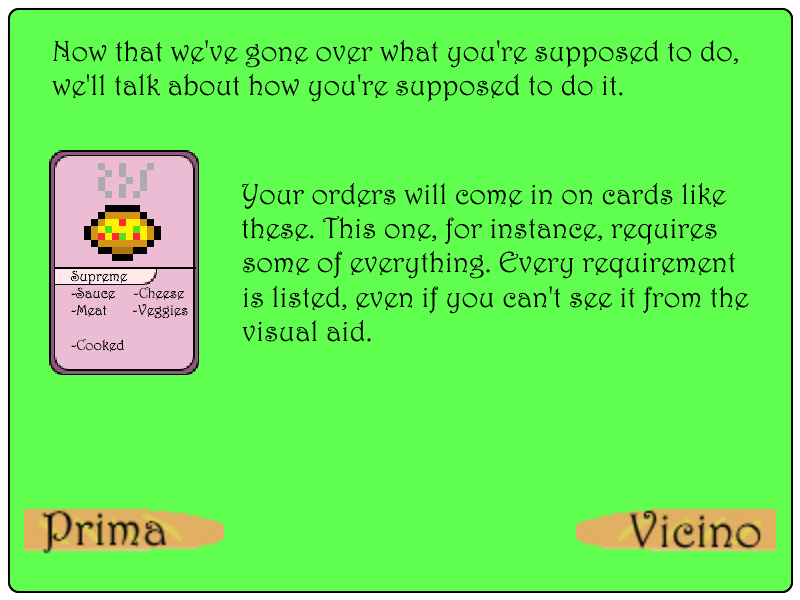 Now that we've gone over what you're supposed to do,
we'll talk about how you're supposed to do it.
Your orders will come in on cards like
these. This one, for instance, requires
some of everything. Every requirement
is listed, even if you can't see it from the
visual aid.
Supreme
-Sauce -Cheese
-Meat -Veggies
-Cooked
Prima Vicino